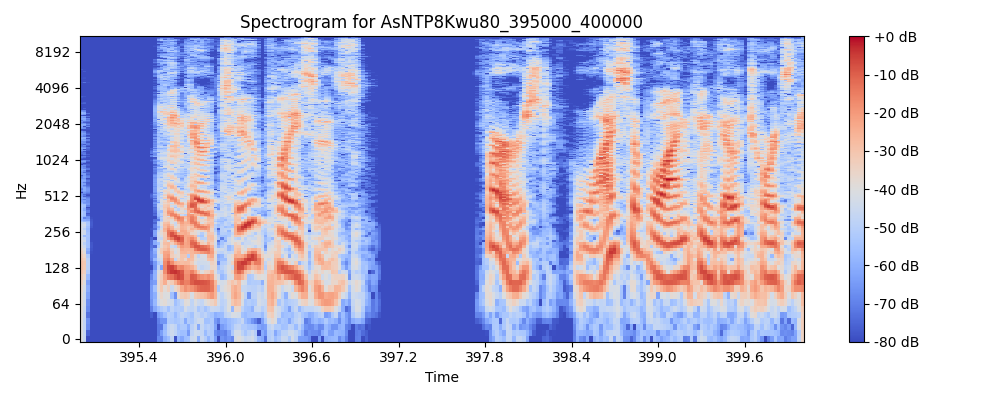 Spectrogram for AsNTP8Kwu80_395000_400000
Hz
8192
4096
2048
1024
512
256
128
64
0
395.4 396.0 396.6 397.2 397.8 398.4 399.0 399.6
Time
+0 dB
-10 dB
-20 dB
-30 dB
-40 dB
-50 dB
-60 dB
-70 dB
-80 dB